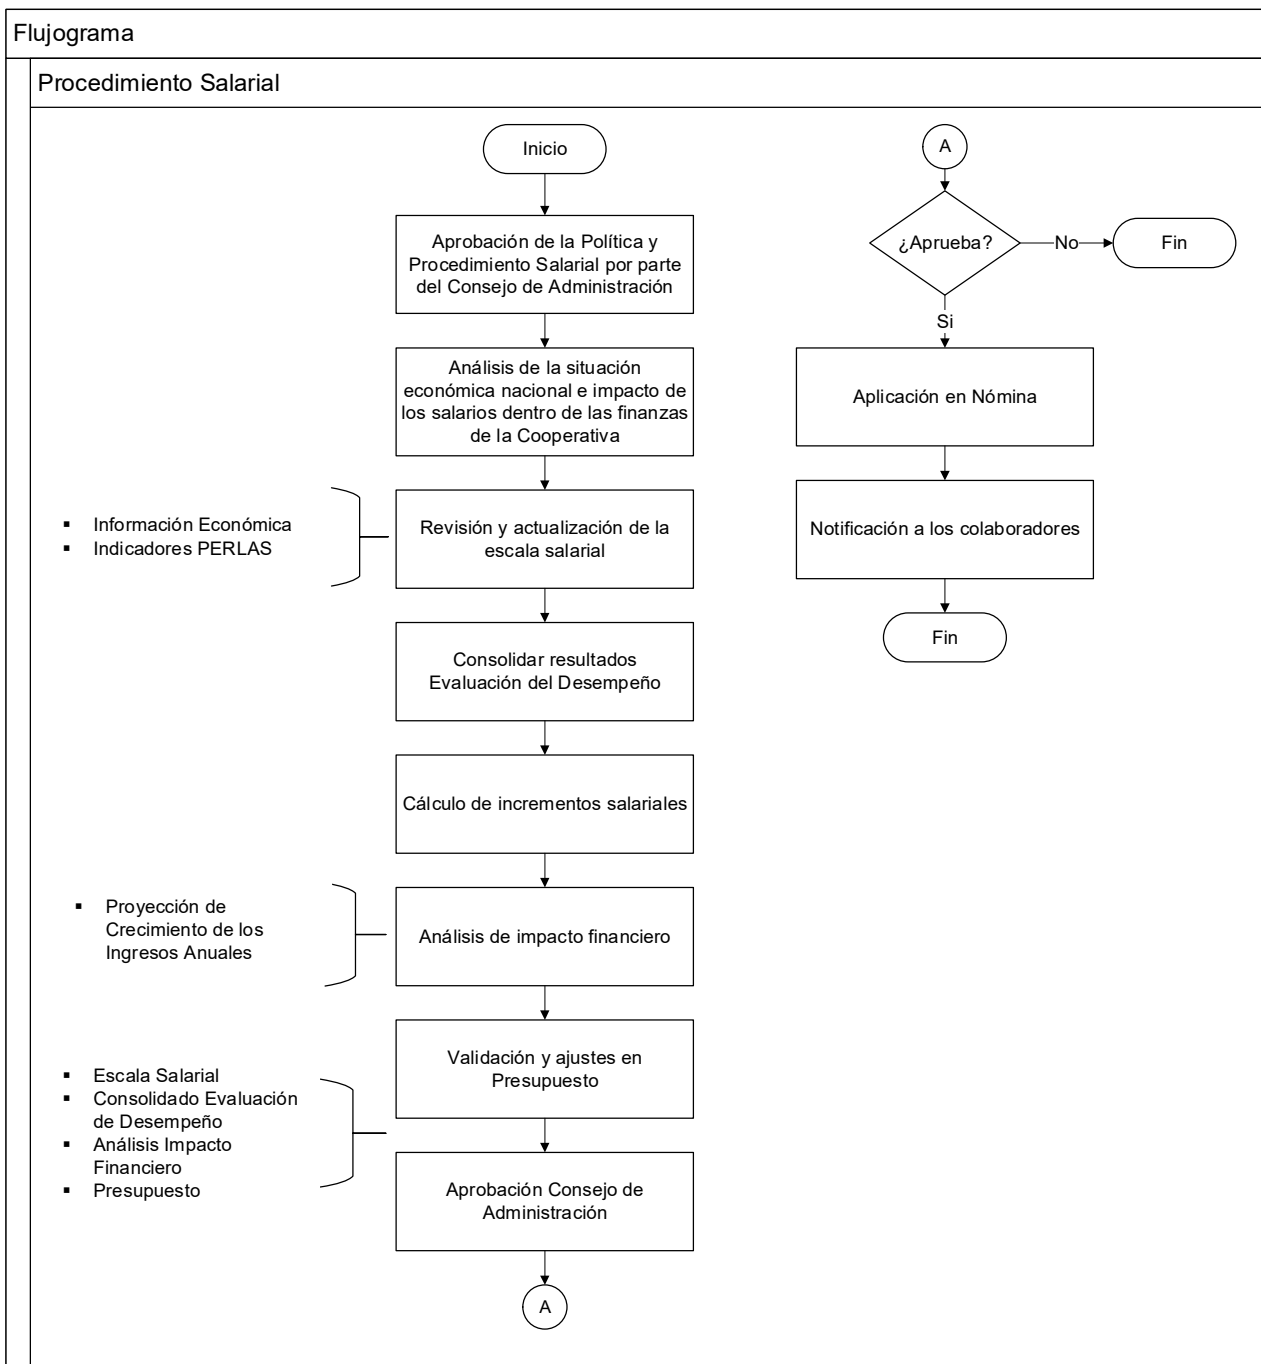 Flujograma
Procedimiento Salarial
Inicio
Aprobación de la Política y
Procedimiento Salarial por parte
del Consejo de Administración
Análisis de la situación
económica nacional e impacto de
los salarios dentro de las finanzas
de la Cooperativa
▪ Información Económica
▪ Indicadores PERLAS
Revisión y actualización de la
escala salarial
Consolidar resultados
Evaluación del Desempeño
Cálculo de incrementos salariales
▪ Proyección de
Crecimiento de los
Ingresos Anuales
Análisis de impacto financiero
Validación y ajustes en
Presupuesto
▪ Escala Salarial
▪ Consolidado Evaluación
de Desempeño
▪ Análisis Impacto
Financiero
▪ Presupuesto
Aprobación Consejo de
Administración
A
A
¿Aprueba?
No
Fin
Si
Aplicación en Nómina
Notificación a los colaboradores
Fin